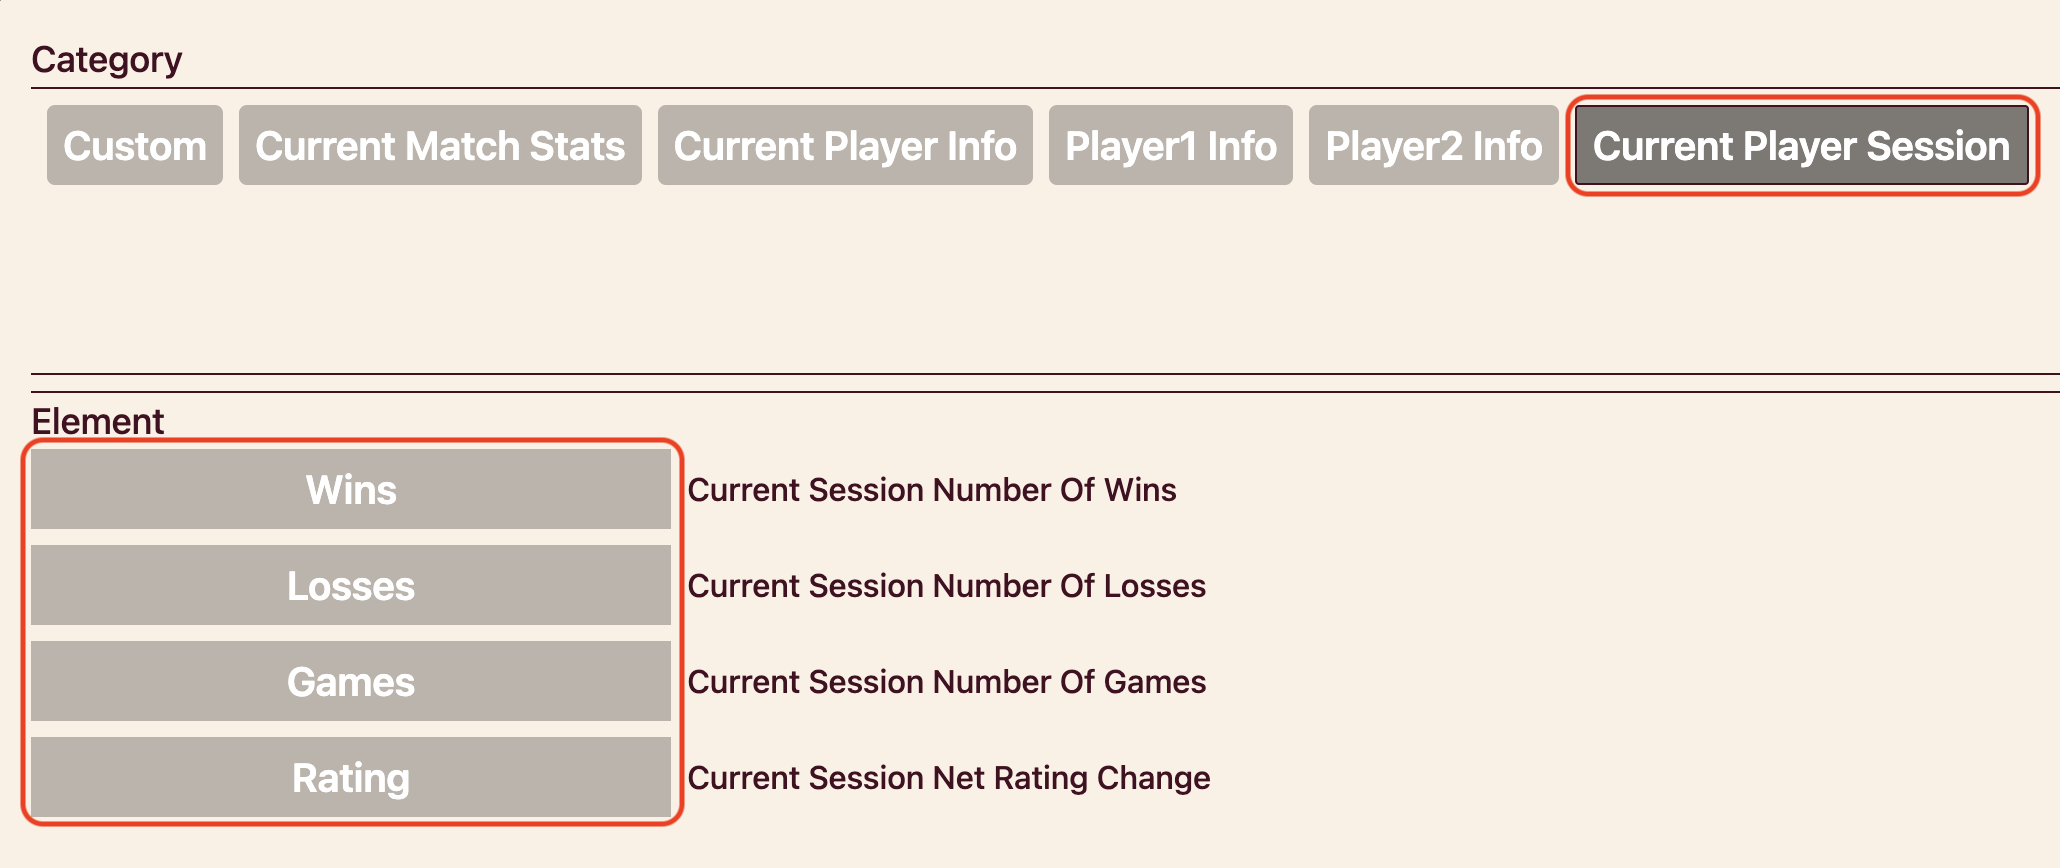 Category
Custom Current Match Stats Current Player Info Player1 Info Player2 Info Current Player Session
Element
Wins Current Session Number Of Wins
Losses Current Session Number Of Losses
Games Current Session Number Of Games
Rating Current Session Net Rating Change